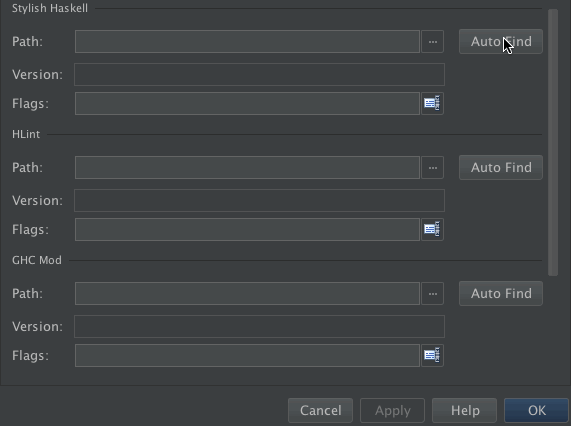 Stylish Haskell
Path: ... Auto Find
Version:
Flags:
HLint
Path: ... Auto Find
Version:
Flags:
GHC Mod
Path: ... Auto Find
Version:
Flags:
Cancel Apply Help OK